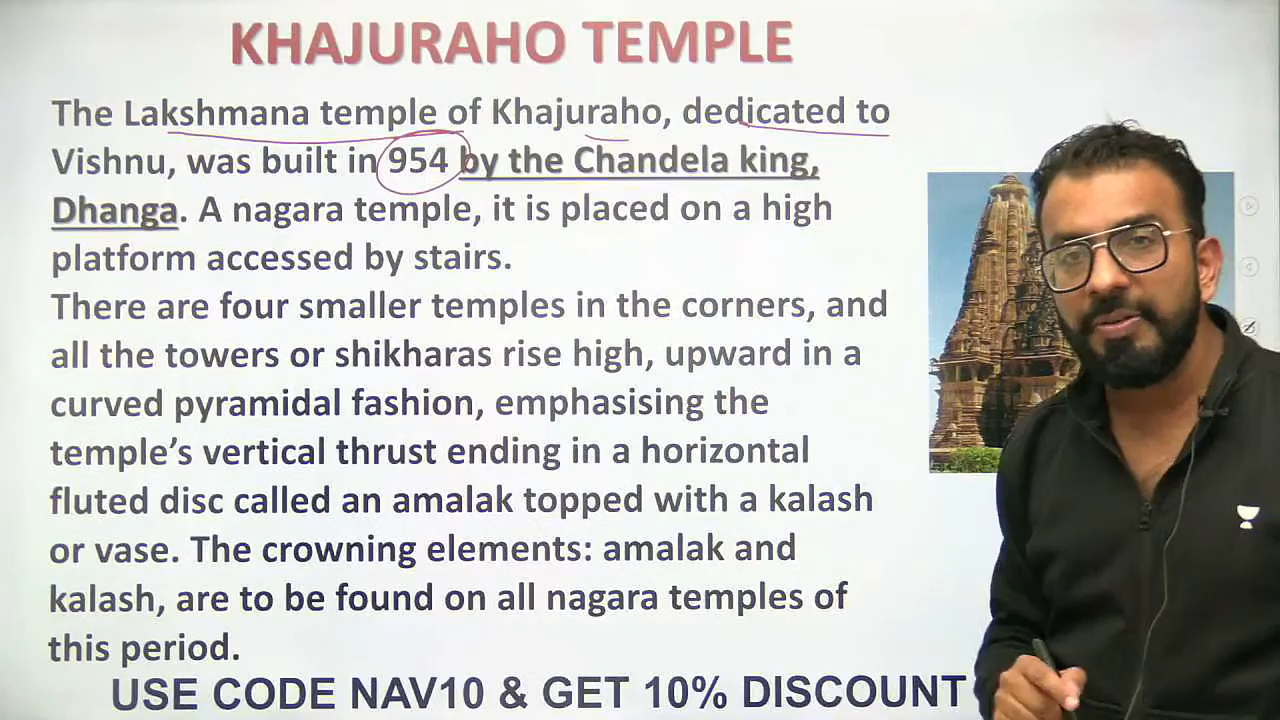 KHAJURAHO TEMPLE
The Lakshmana temple of Khajuraho, dedicated to
Vishnu, was built in 954 by the Chandela king,
Dhanga. A nagara temple, it is placed on a high
platform accessed by stairs.
There are four smaller temples in the corners, and
all the towers or shikharas rise high, upward in a
curved pyramidal fashion, emphasising the
temple's vertical thrust ending in a horizontal
fluted disc called an amalak topped with a kalash
or vase. The crowning elements: amalak and
kalash, are to be found on all nagara temples of
this period.
USE CODE NAV10 & GET 10% DISCOUNT